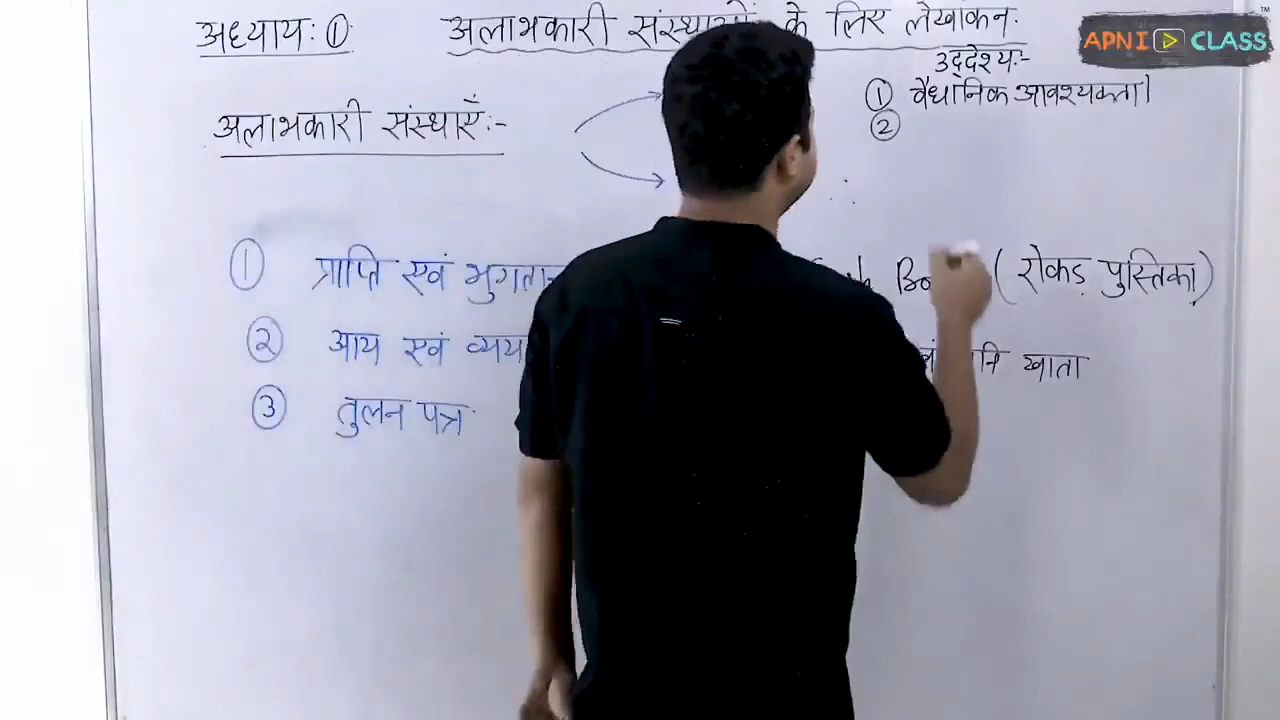 अध्याय: ① अलाभकारी संस्थाओं के लिए लेखांकन
APNI CLASS
TM
उद्देश्य:-
① वैधानिक आवश्यकता।
②
अलाभकारी संस्थाएँ:-
① प्राप्ति एवं भुगतान ( रोकड़ पुस्तिका )
② आय एवं व्यय खाता
③ तुलन पत्र